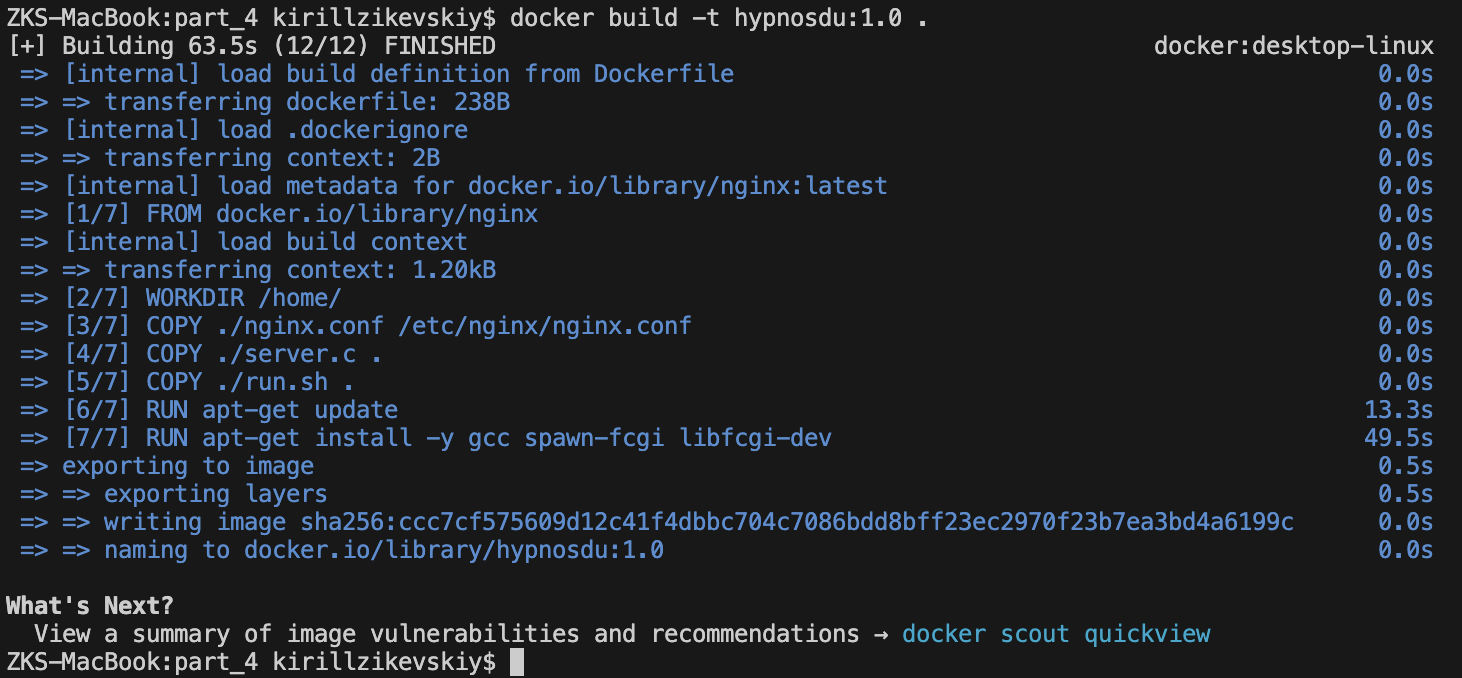 ZKS-MacBook:part_4 kirillzikevskiy$ docker build -t hypnosdu:1.0 .
[+] Building 63.5s (12/12) FINISHED docker:desktop-linux
=> [internal] load build definition from Dockerfile 0.0s
=> => transferring dockerfile: 238B 0.0s
=> [internal] load .dockerignore 0.0s
=> => transferring context: 2B 0.0s
=> [internal] load metadata for docker.io/library/nginx:latest 0.0s
=> [1/7] FROM docker.io/library/nginx 0.0s
=> [internal] load build context 0.0s
=> => transferring context: 1.20kB 0.0s
=> [2/7] WORKDIR /home/ 0.0s
=> [3/7] COPY ./nginx.conf /etc/nginx/nginx.conf 0.0s
=> [4/7] COPY ./server.c . 0.0s
=> [5/7] COPY ./run.sh . 0.0s
=> [6/7] RUN apt-get update 13.3s
=> [7/7] RUN apt-get install -y gcc spawn-fcgi libfcgi-dev 49.5s
=> exporting to image 0.5s
=> => exporting layers 0.5s
=> => writing image sha256:ccc7cf575609d12c41f4dbbc704c7086bdd8bff23ec2970f23b7ea3bd4a6199c 0.0s
=> => naming to docker.io/library/hypnosdu:1.0 0.0s
What's Next?
View a summary of image vulnerabilities and recommendations → docker scout quickview
ZKS-MacBook:part_4 kirillzikevskiy$